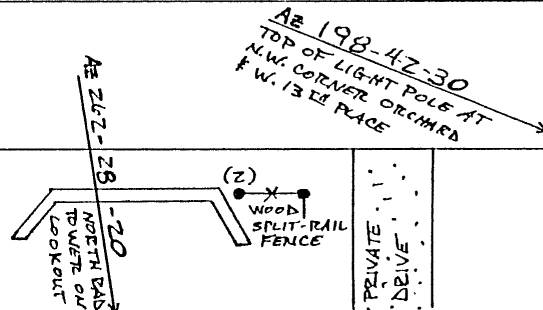 AZ 198-42-30
TOP OF LIGHT POLE AT
N.W. CORNER ORCHARD
& W. 13TH PLACE
AZ 262-28-20
NORTH RAD
TOWER ON
LOOKOUT
(2)
WOOD
SPLIT-RAIL
FENCE
PRIVATE
DRIVE